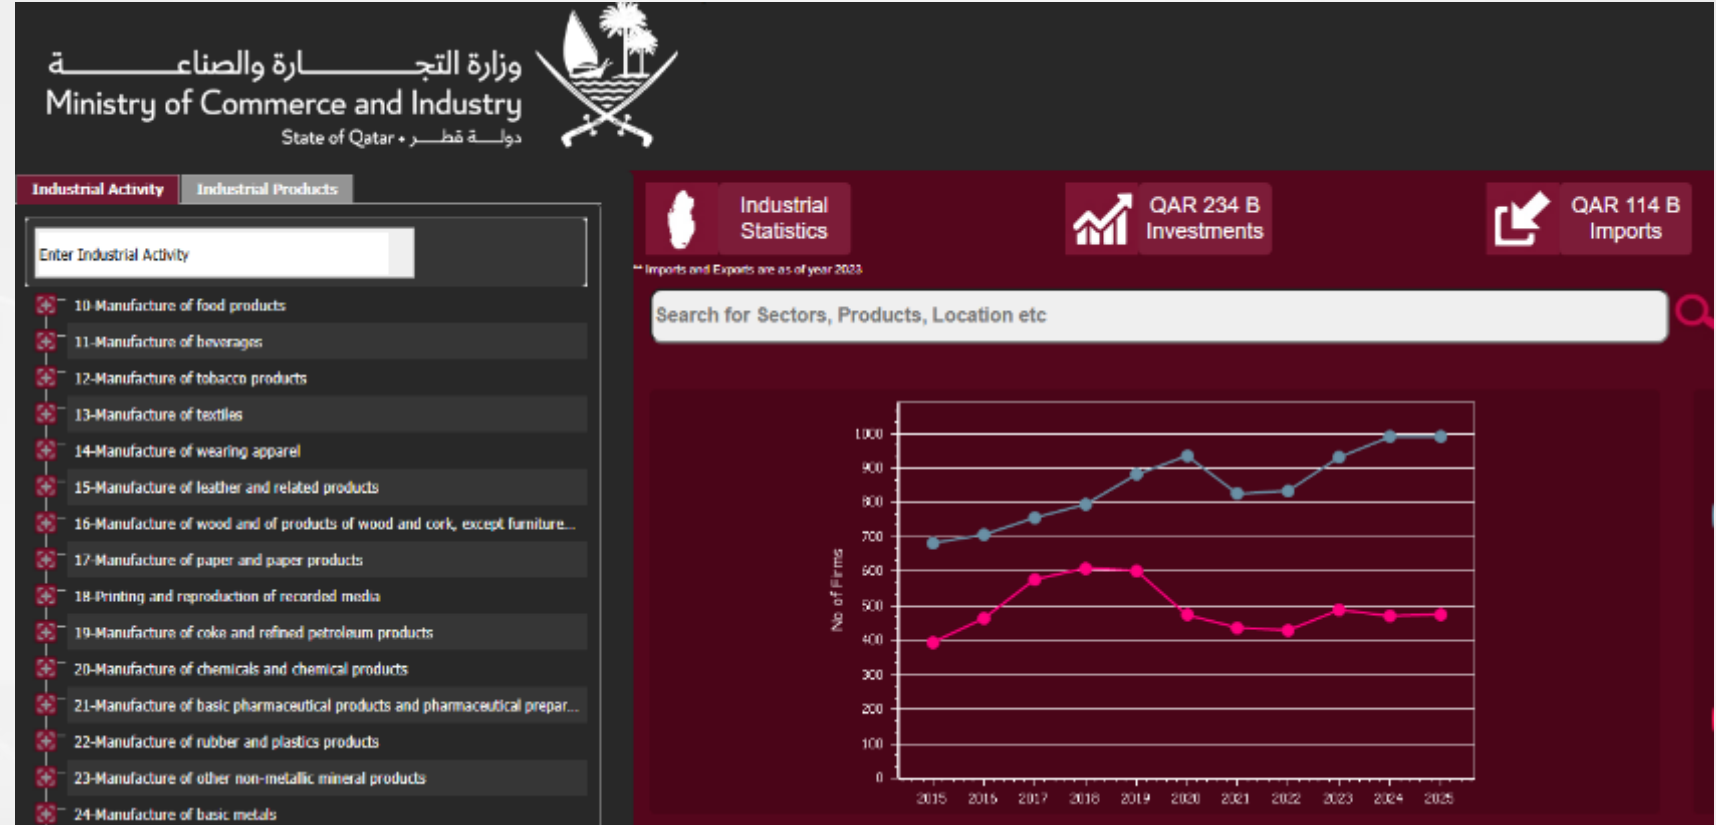 وزارة التجـــــــارة والصناعـــــــة
Ministry of Commerce and Industry
State of Qatar • دولــة قطــر
Industrial Activity
Industrial Products
Enter Industrial Activity
10-Manufacture of food products
11-Manufacture of beverages
12-Manufacture of tobacco products
13-Manufacture of textiles
14-Manufacture of wearing apparel
15-Manufacture of leather and related products
16-Manufacture of wood and of products of wood and cork, except furniture...
17-Manufacture of paper and paper products
18-Printing and reproduction of recorded media
19-Manufacture of coke and refined petroleum products
20-Manufacture of chemicals and chemical products
21-Manufacture of basic pharmaceutical products and pharmaceutical prepar...
22-Manufacture of rubber and plastics products
23-Manufacture of other non-metallic mineral products
24-Manufacture of basic metals
Industrial
Statistics
QAR 234 B
Investments
QAR 114 B
Imports
** Imports and Exports are as of year 2023
Search for Sectors, Products, Location etc
No of Firms
1000
900
800
700
600
500
400
300
200
100
0
2015 2016 2017 2018 2019 2020 2021 2022 2023 2024 2025